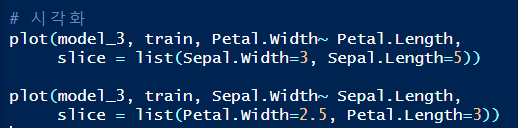 # 시각화
plot(model_3, train, Petal.Width~ Petal.Length,
slice = list(Sepal.Width=3, Sepal.Length=5))
plot(model_3, train, Sepal.Width~ Sepal.Length,
slice = list(Petal.Width=2.5, Petal.Length=3))